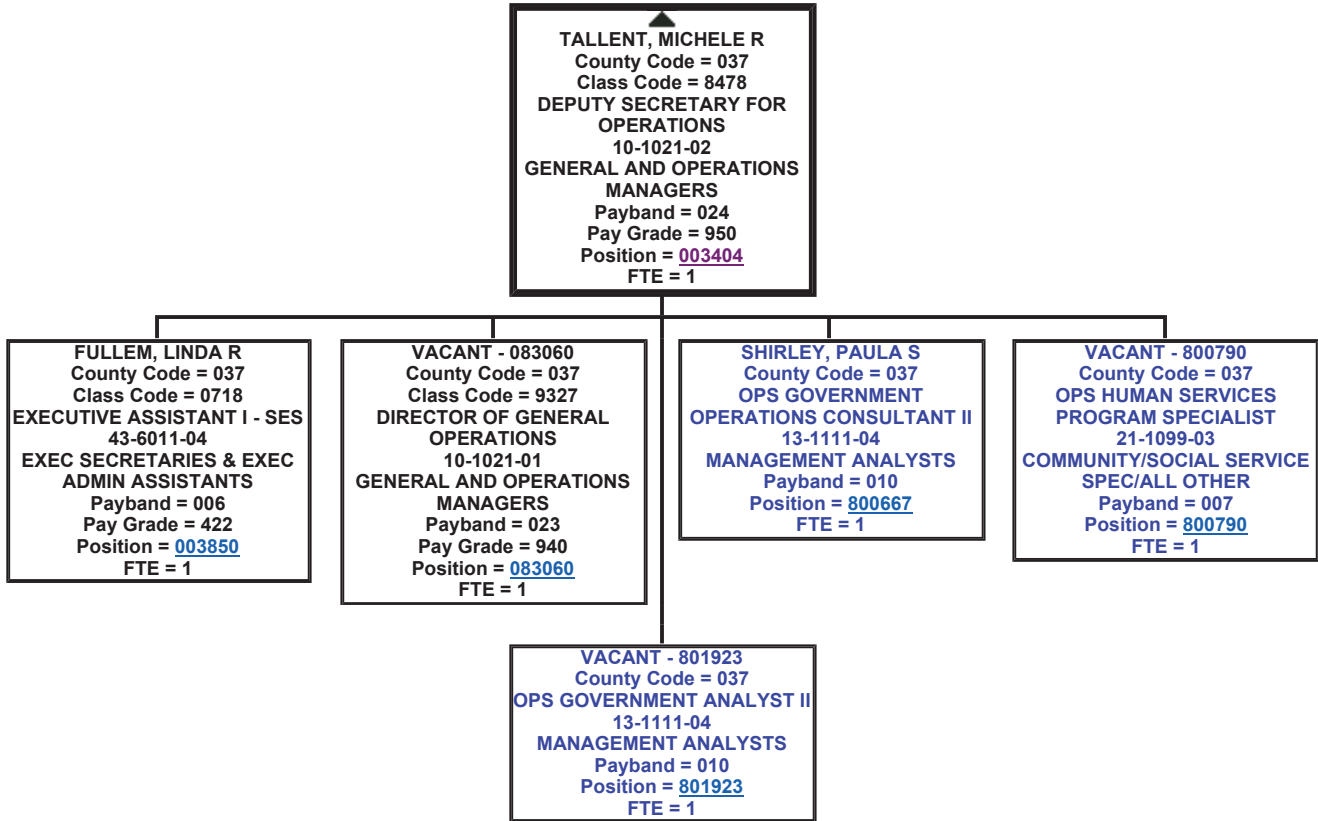 TALLENT, MICHELE R
County Code = 037
Class Code = 8478
DEPUTY SECRETARY FOR
OPERATIONS
10-1021-02
GENERAL AND OPERATIONS
MANAGERS
Payband = 024
Pay Grade = 950
Position = 003404
FTE = 1
FULLEM, LINDA R
County Code = 037
Class Code = 0718
EXECUTIVE ASSISTANT I - SES
43-6011-04
EXEC SECRETARIES & EXEC
ADMIN ASSISTANTS
Payband = 006
Pay Grade = 422
Position = 003850
FTE = 1
VACANT - 083060
County Code = 037
Class Code = 9327
DIRECTOR OF GENERAL
OPERATIONS
10-1021-01
GENERAL AND OPERATIONS
MANAGERS
Payband = 023
Pay Grade = 940
Position = 083060
FTE = 1
SHIRLEY, PAULA S
County Code = 037
OPS GOVERNMENT
OPERATIONS CONSULTANT II
13-1111-04
MANAGEMENT ANALYSTS
Payband = 010
Position = 800667
FTE = 1
VACANT - 800790
County Code = 037
OPS HUMAN SERVICES
PROGRAM SPECIALIST
21-1099-03
COMMUNITY/SOCIAL SERVICE
SPEC/ALL OTHER
Payband = 007
Position = 800790
FTE = 1
VACANT - 801923
County Code = 037
OPS GOVERNMENT ANALYST II
13-1111-04
MANAGEMENT ANALYSTS
Payband = 010
Position = 801923
FTE = 1